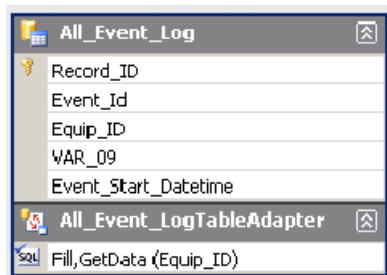 All_Event_Log
Record_ID
Event_Id
Equip_ID
VAR_09
Event_Start_Datetime
All_Event_LogTableAdapter
SQL Fill,GetData (Equip_ID)